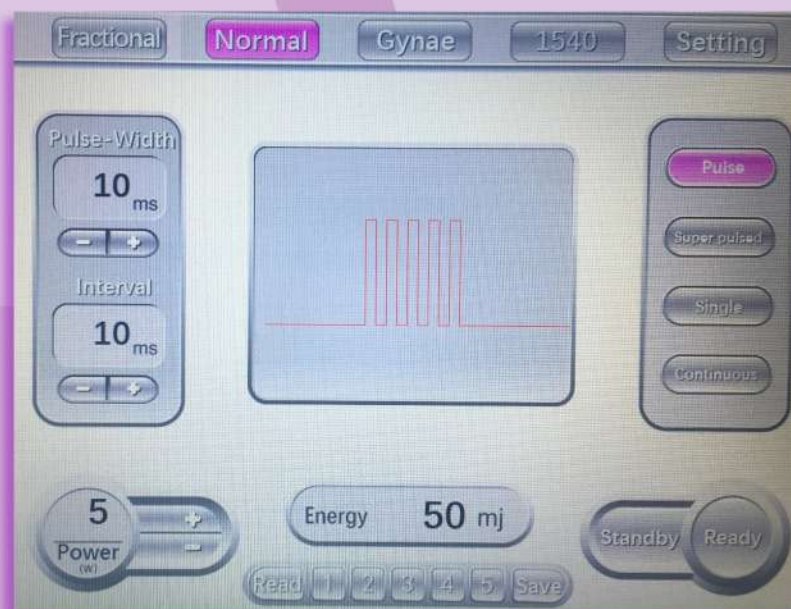 Fractional Normal Gynae 1540 Setting
Pulse-Width
10 ms
- +
Interval
10 ms
- +
Pulse
Super pulsed
Single
Continuous
5
Power
(W)
+
-
Energy 50 mj
Standby Ready
Read 1 2 3 4 5 Save